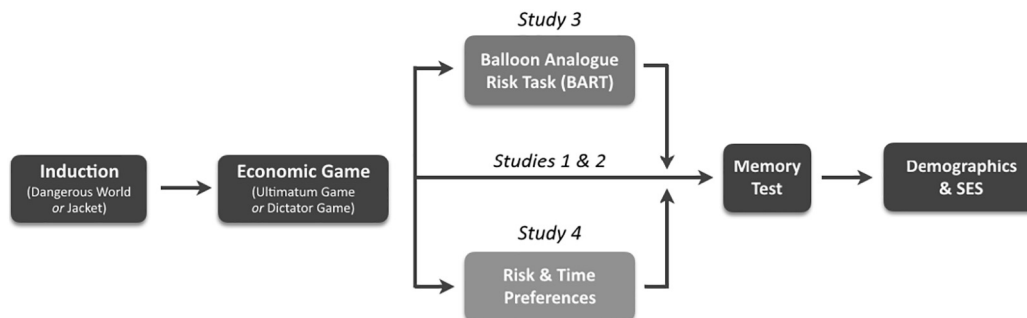 Study 3
Balloon Analogue
Risk Task (BART)
Induction
(Dangerous World
or Jacket)
Economic Game
(Ultimatum Game
or Dictator Game)
Studies 1 & 2
Memory
Test
Demographics
& SES
Study 4
Risk & Time
Preferences